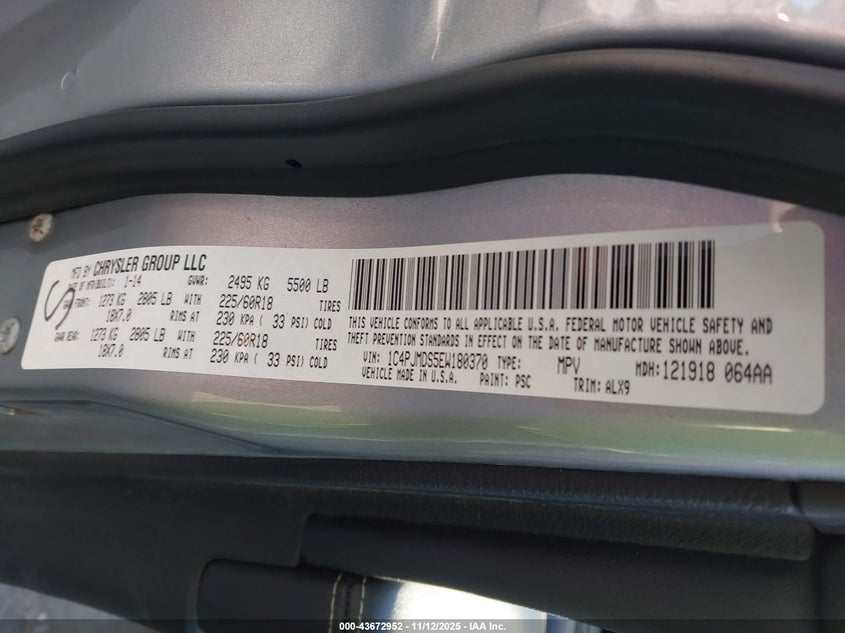 MFD BY CHRYSLER GROUP LLC
DATE OF MFR(BUILT): 1-14 GVWR: 2495 KG 5500 LB
GAWR FRONT: 1273 KG 2805 LB WITH 225/60R18 TIRES
18X7.0 RIMS AT 230 KPA ( 33 PSI) COLD
GAWR REAR: 1273 KG 2805 LB WITH 225/60R18 TIRES
18X7.0 RIMS AT 230 KPA ( 33 PSI) COLD
THIS VEHICLE CONFORMS TO ALL APPLICABLE U.S.A. FEDERAL MOTOR VEHICLE SAFETY AND
THEFT PREVENTION STANDARDS IN EFFECT ON THE DATE OF MANUFACTURE SHOWN ABOVE.
VIN: 1C4PJMDS5EW180370 TYPE: MPV MDH:121918 064AA
VEHICLE MADE IN U.S.A. PAINT: PSC TRIM: ALX9
000-43672952 - 11/12/2025 - IAA Inc.